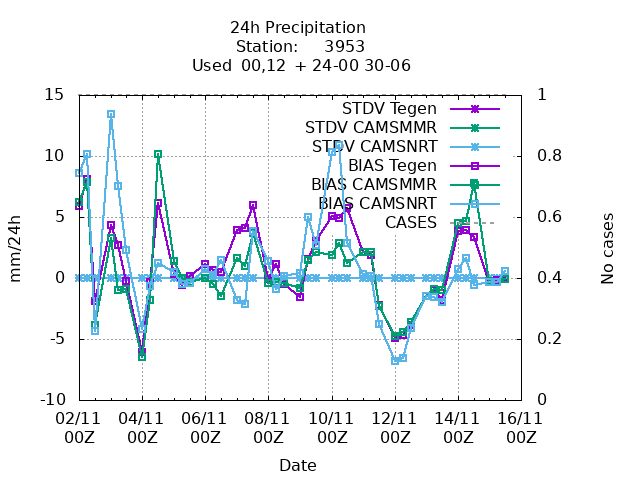 24h Precipitation
Station: 3953
Used 00,12 + 24-00 30-06
15 1
STDV Tegen
STDV CAMSMMR
STDV CAMSNRT
10 0.8
BIAS Tegen
BIAS CAMSMMR
BIAS CAMSNRT
5 0.6
CASES
mm/24h
No cases
0 0.4
-5 0.2
-10 0
02/11 04/11 06/11 08/11 10/11 12/11 14/11 16/11
00Z 00Z 00Z 00Z 00Z 00Z 00Z 00Z
Date